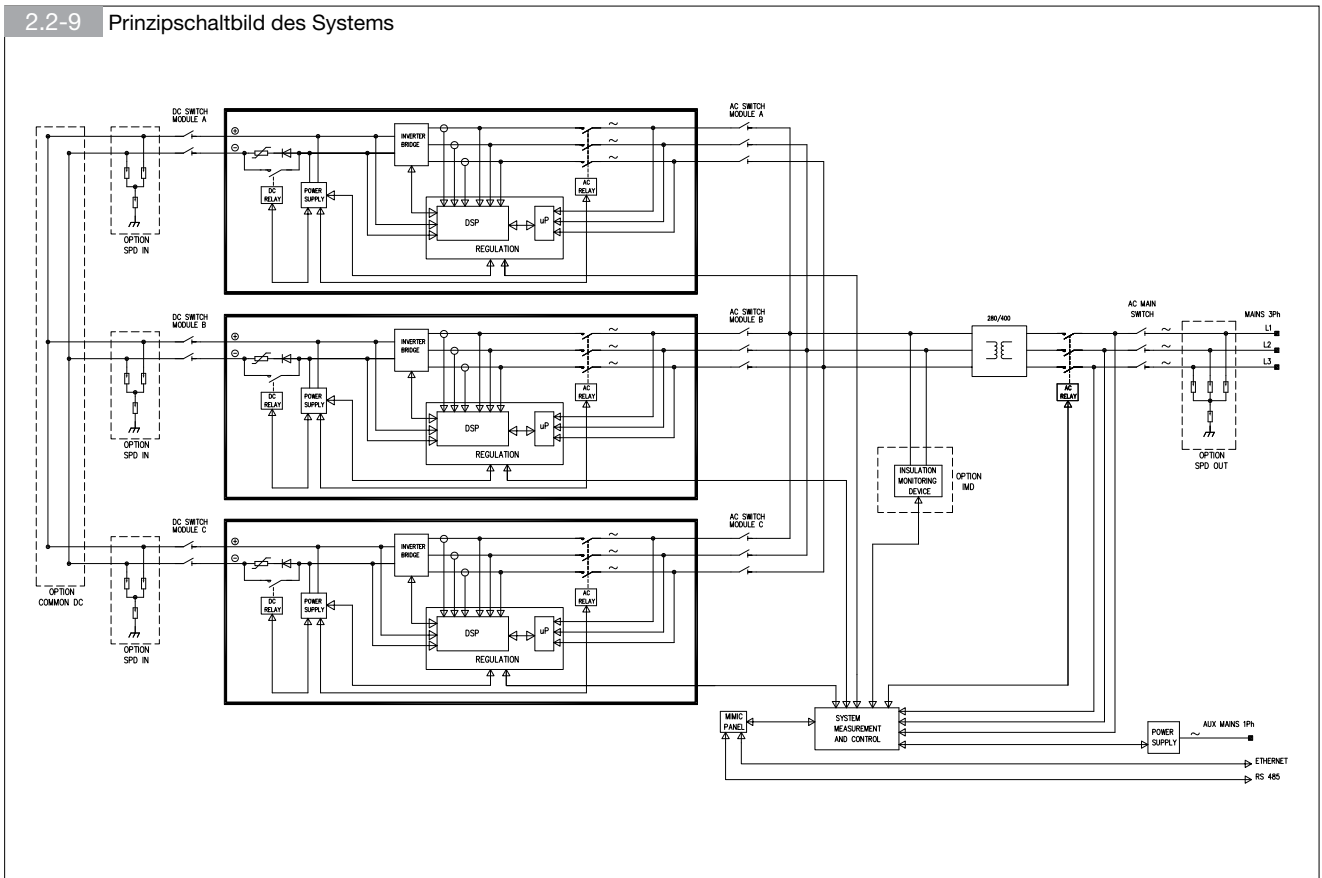 2.2-9 Prinzipschaltbild des Systems
DC SWITCH
MODULE A
AC SWITCH
MODULE A
INVERTER
BRIDGE
DC
RELAY
POWER
SUPPLY
AC
RELAY
DSP
uP
REGULATION
OPTION
SPD IN
DC SWITCH
MODULE B
AC SWITCH
MODULE B
INVERTER
BRIDGE
DC
RELAY
POWER
SUPPLY
AC
RELAY
DSP
uP
REGULATION
OPTION
SPD IN
280/400
AC MAIN
SWITCH
MAINS 3Ph
L1
L2
L3
AC
RELAY
OPTION
SPD OUT
INSULATION
MONITORING
DEVICE
OPTION
IMD
DC SWITCH
MODULE C
AC SWITCH
MODULE C
INVERTER
BRIDGE
DC
RELAY
POWER
SUPPLY
AC
RELAY
DSP
uP
REGULATION
OPTION
COMMON DC
OPTION
SPD IN
MIMIC
PANEL
SYSTEM
MEASUREMENT
AND CONTROL
POWER
SUPPLY
AUX MAINS 1Ph
ETHERNET
RS 485